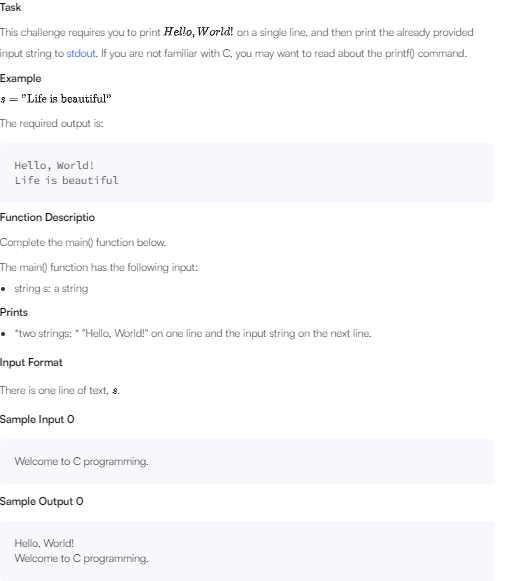 Task
This challenge requires you to print Hello, World! on a single line, and then print the already provided
input string to stdout. If you are not familiar with C, you may want to read about the printf() command.
Example
s = "Life is beautiful"
The required output is:
Hello, World!
Life is beautiful
Function Descriptio
Complete the main() function below.
The main() function has the following input:
• string s: a string
Prints
• *two strings: * "Hello, World!" on one line and the input string on the next line.
Input Format
There is one line of text, s.
Sample Input 0
Welcome to C programming.
Sample Output 0
Hello, World!
Welcome to C programming.